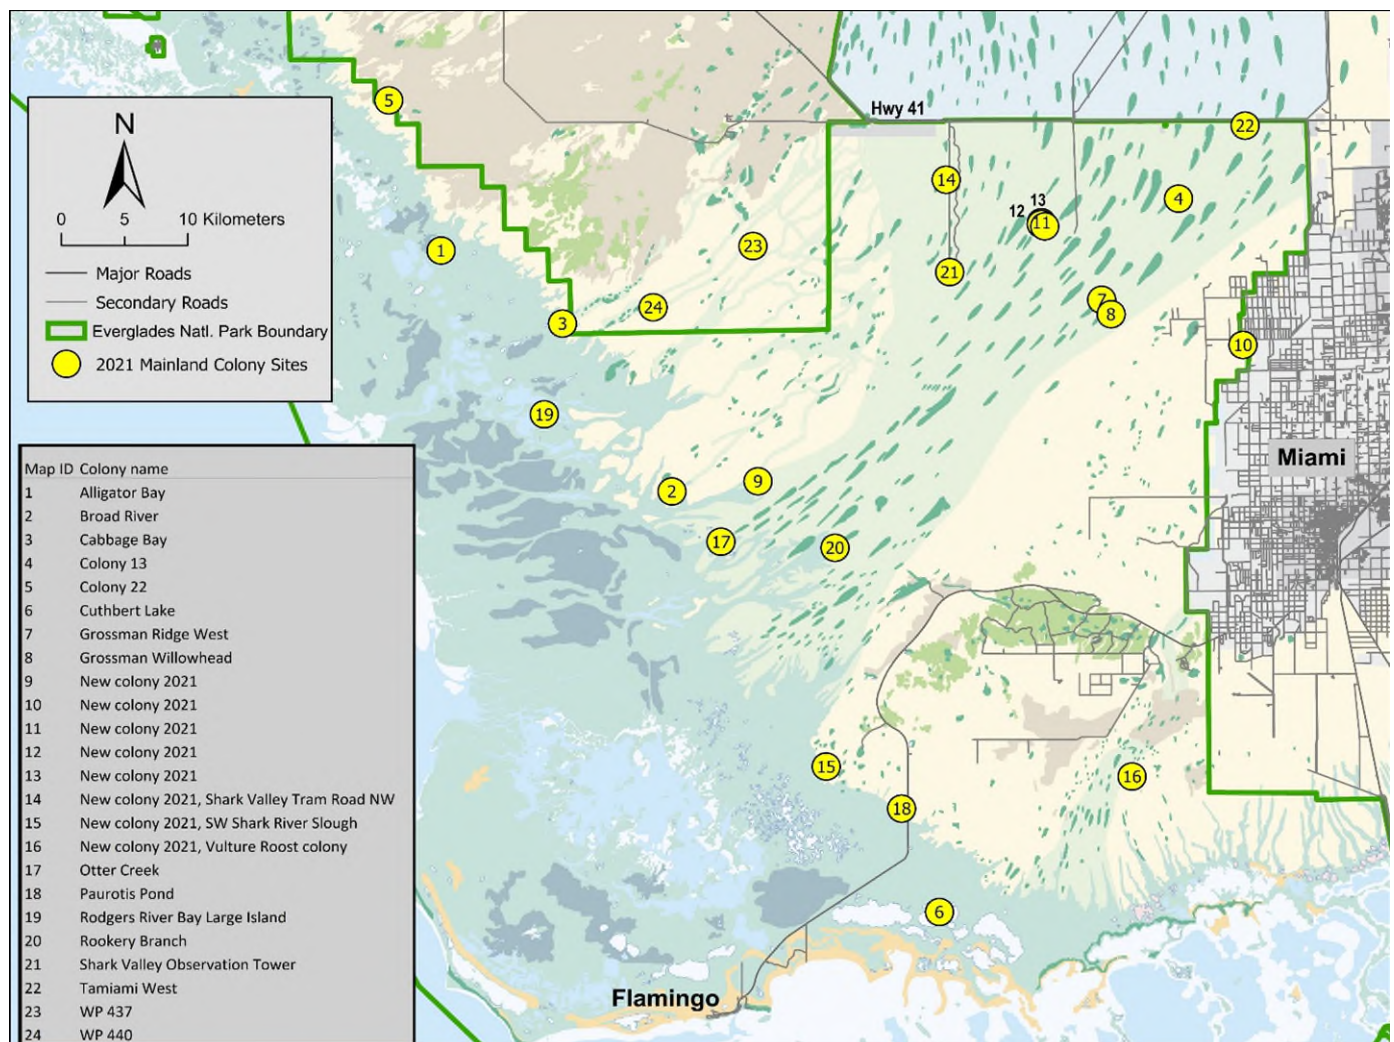 Hwy 41
N
0 5 10 Kilometers
Major Roads
Secondary Roads
Everglades Natl. Park Boundary
2021 Mainland Colony Sites
5
22
14
4
13
12
11
1
23
21
24
7
8
3
10
19
Miami
2
9
17
20
15
16
18
6
Flamingo
Map ID Colony name
1 Alligator Bay
2 Broad River
3 Cabbage Bay
4 Colony 13
5 Colony 22
6 Cuthbert Lake
7 Grossman Ridge West
8 Grossman Willowhead
9 New colony 2021
10 New colony 2021
11 New colony 2021
12 New colony 2021
13 New colony 2021
14 New colony 2021, Shark Valley Tram Road NW
15 New colony 2021, SW Shark River Slough
16 New colony 2021, Vulture Roost colony
17 Otter Creek
18 Paurotis Pond
19 Rodgers River Bay Large Island
20 Rookery Branch
21 Shark Valley Observation Tower
22 Tamiami West
23 WP 437
24 WP 440